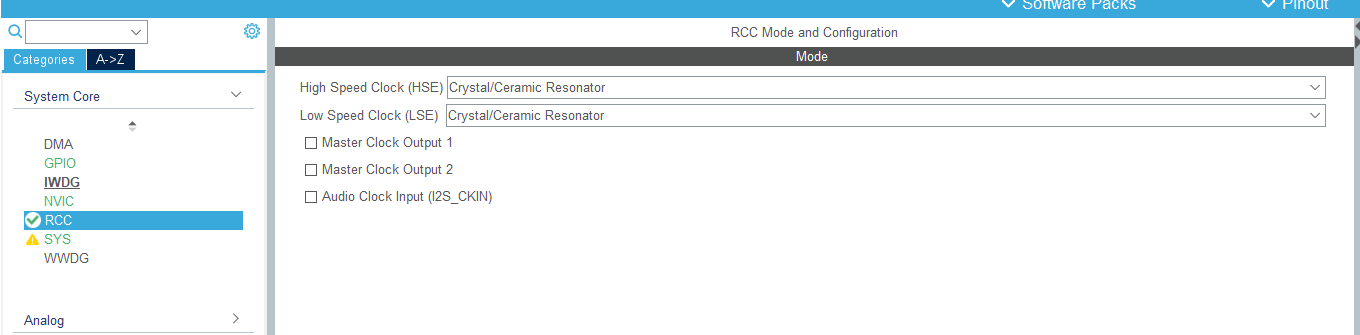 Software Packs
Pinout
RCC Mode and Configuration
Mode
Categories A->Z
System Core
DMA
GPIO
IWDG
NVIC
RCC
SYS
WWDG
Analog
High Speed Clock (HSE) Crystal/Ceramic Resonator
Low Speed Clock (LSE) Crystal/Ceramic Resonator
Master Clock Output 1
Master Clock Output 2
Audio Clock Input (I2S_CKIN)